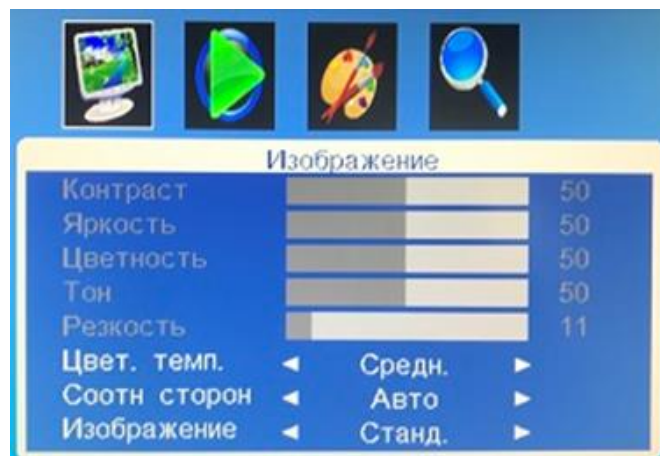 Изображение
Контраст 50
Яркость 50
Цветность 50
Тон 50
Резкость 11
Цвет. темп. Средн.
Соотн сторон Авто
Изображение Станд.